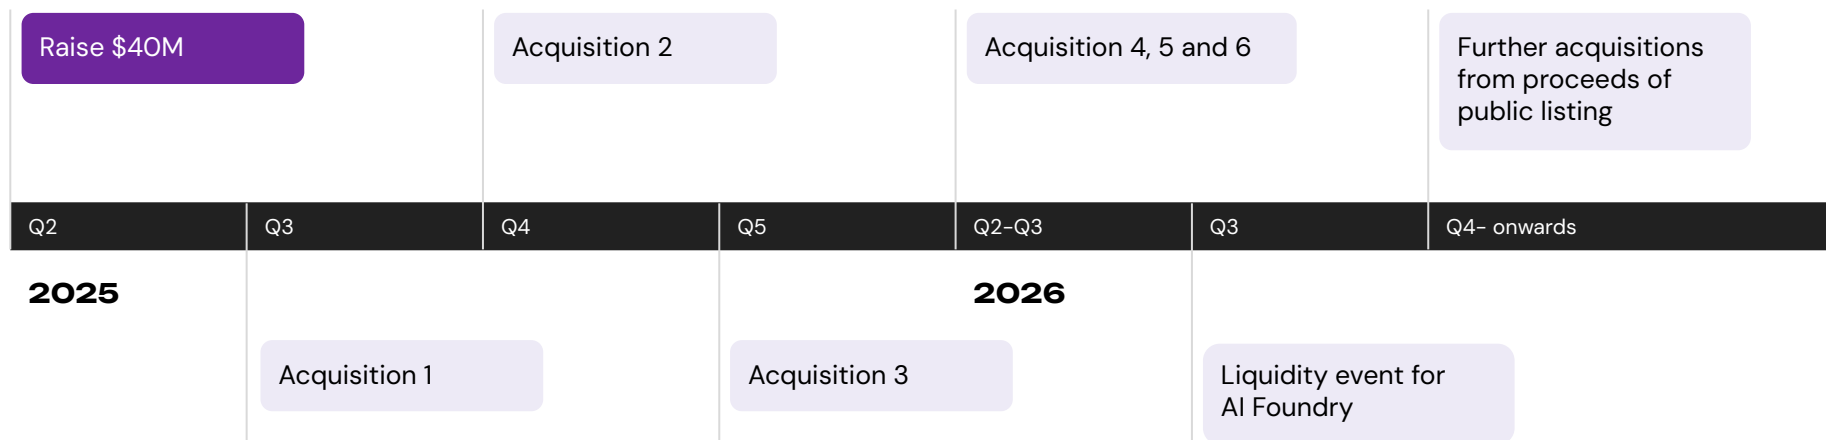 Raise $40M
Acquisition 2
Acquisition 4, 5 and 6
Further acquisitions
from proceeds of
public listing
Q2
Q3
Q4
Q5
Q2-Q3
Q3
Q4- onwards
2025
2026
Acquisition 1
Acquisition 3
Liquidity event for
AI Foundry